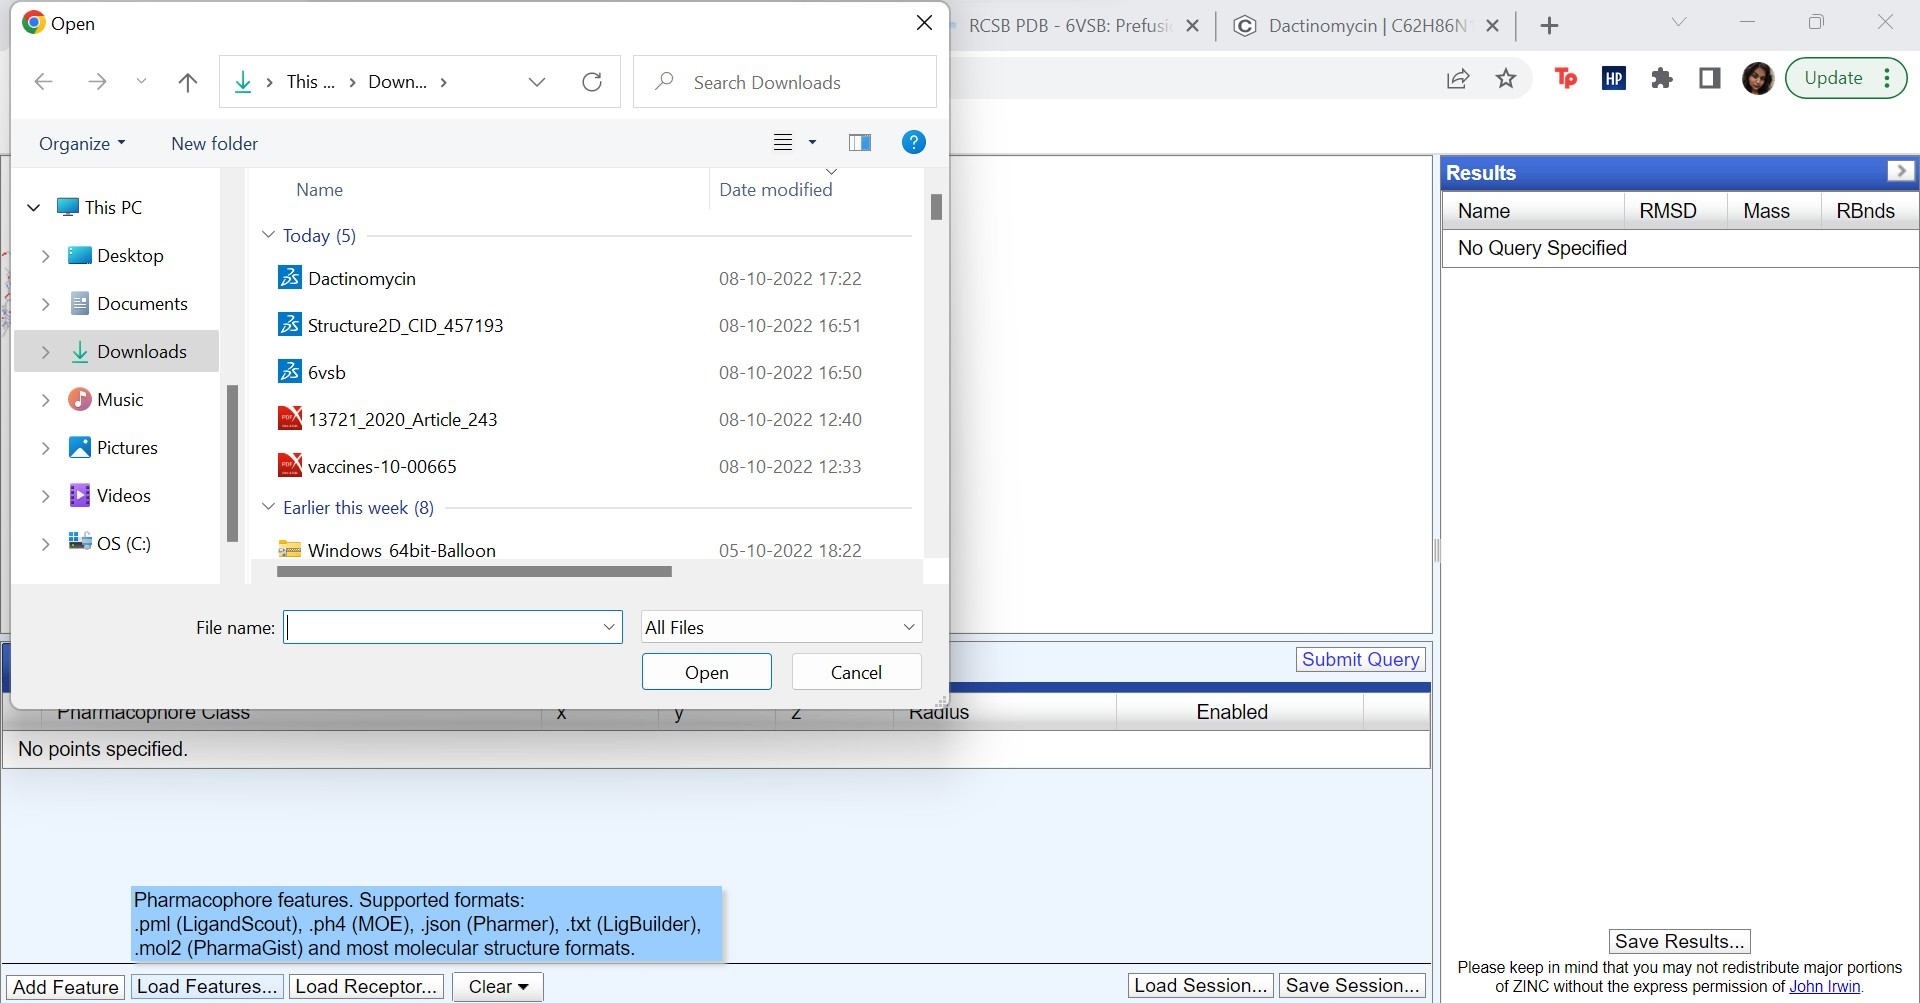 Open
RCSB PDB - 6VSB: Prefusi
Dactinomycin | C62H86N
This ... Down...
Search Downloads
Tp
HP
Update
Organize
New folder
Name
Date modified
This PC
Desktop
Documents
Downloads
Music
Pictures
Videos
OS (C:)
Today (5)
Dactinomycin 08-10-2022 17:22
Structure2D_CID_457193 08-10-2022 16:51
6vsb 08-10-2022 16:50
13721_2020_Article_243 08-10-2022 12:40
vaccines-10-00665 08-10-2022 12:33
Earlier this week (8)
Windows 64bit-Balloon 05-10-2022 18:22
File name:
All Files
Open
Cancel
Results
Name RMSD Mass RBnds
No Query Specified
Submit Query
Pharmacophore Class x y z Radius Enabled
No points specified.
Pharmacophore features. Supported formats:
.pml (LigandScout), .ph4 (MOE), .json (Pharmer), .txt (LigBuilder),
.mol2 (PharmaGist) and most molecular structure formats.
Add Feature Load Features... Load Receptor... Clear
Load Session... Save Session...
Save Results...
Please keep in mind that you may not redistribute major portions
of ZINC without the express permission of John Irwin.